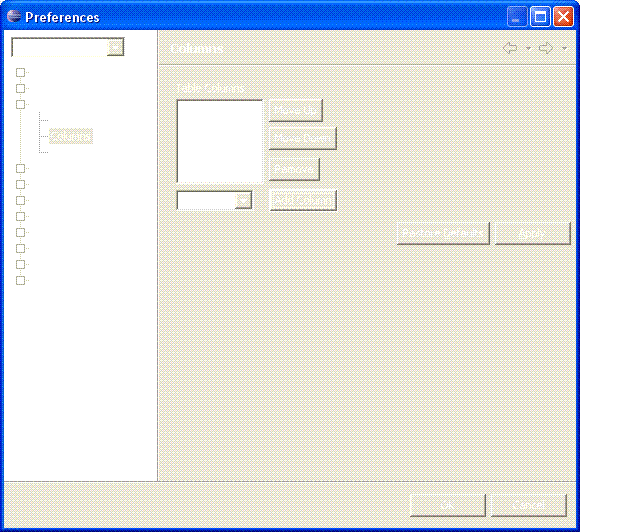 Preferences
Columns
Table Columns
Columns
Move Up
Move Down
Remove
Add Column
Restore Defaults
Apply
OK
Cancel